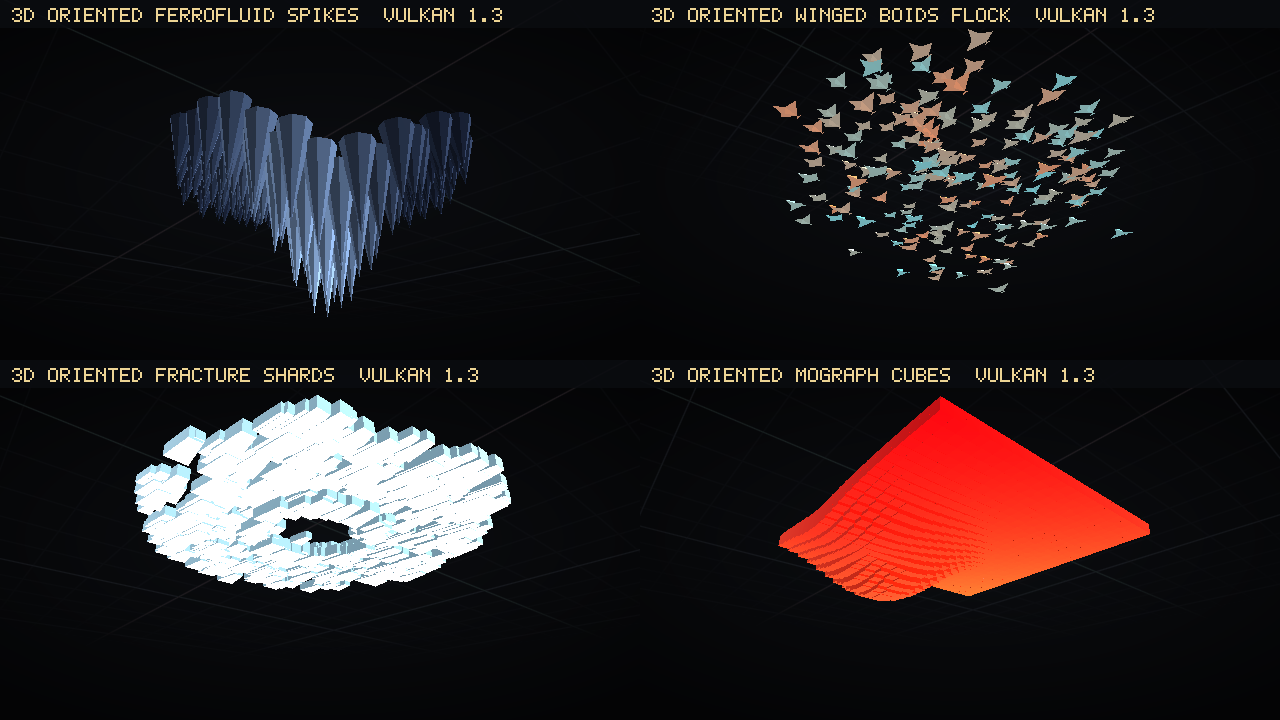 3D ORIENTED FERROFLUID SPIKES  VULKAN 1.3
3D ORIENTED WINGED BOIDS FLOCK  VULKAN 1.3
3D ORIENTED FRACTURE SHARDS  VULKAN 1.3
3D ORIENTED MOGRAPH CUBES  VULKAN 1.3